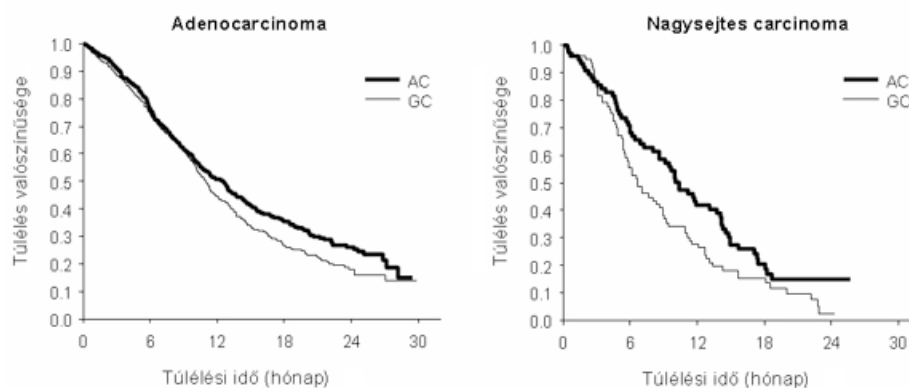 Adenocarcinoma
Túlélés valószínűsége
1.0
0.9
0.8
0.7
0.6
0.5
0.4
0.3
0.2
0.1
0.0
AC
GC
0 6 12 18 24 30
Túlélési idő (hónap)
Nagysejtes carcinoma
Túlélés valószínűsége
1.0
0.9
0.8
0.7
0.6
0.5
0.4
0.3
0.2
0.1
0.0
AC
GC
0 6 12 18 24 30
Túlélési idő (hónap)